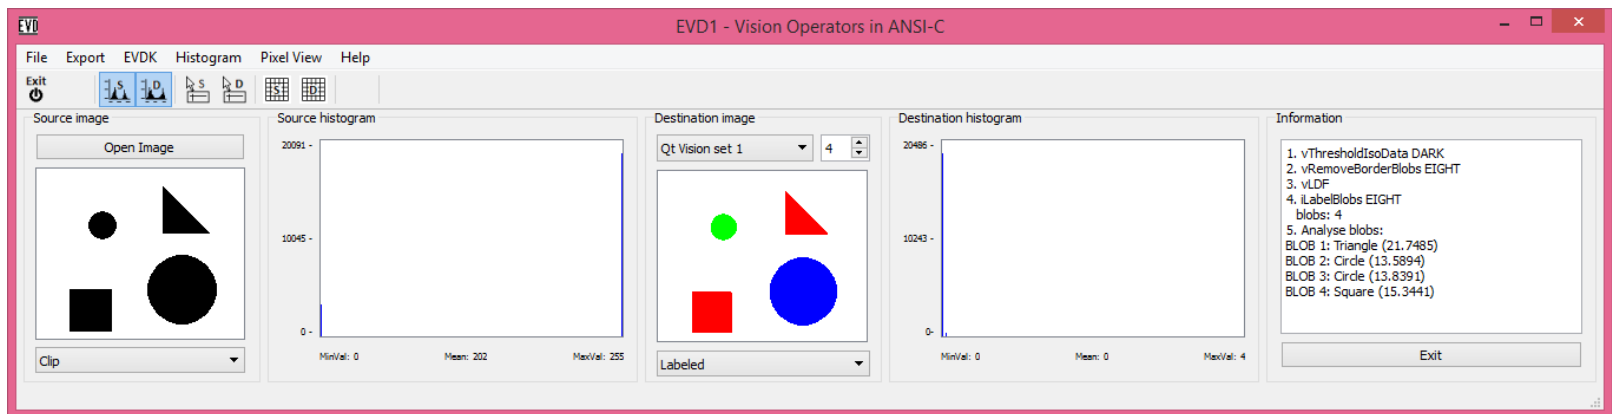 EVD
EVD1 - Vision Operators in ANSI-C
File Export EVDK Histogram Pixel View Help
Exit
S D S D S D
Source image
Open Image
Clip
Source histogram
20091 -
10045 -
0 -
MinVal: 0 Mean: 202 MaxVal: 255
Destination image
Qt Vision set 1 4
Labeled
Destination histogram
20486 -
10243 -
0-
MinVal: 0 Mean: 0 MaxVal: 4
Information
1. vThresholdIsoData DARK
2. vRemoveBorderBlobs EIGHT
3. vLDF
4. iLabelBlobs EIGHT
blobs: 4
5. Analyse blobs:
BLOB 1: Triangle (21.7485)
BLOB 2: Circle (13.5894)
BLOB 3: Circle (13.8391)
BLOB 4: Square (15.3441)
Exit